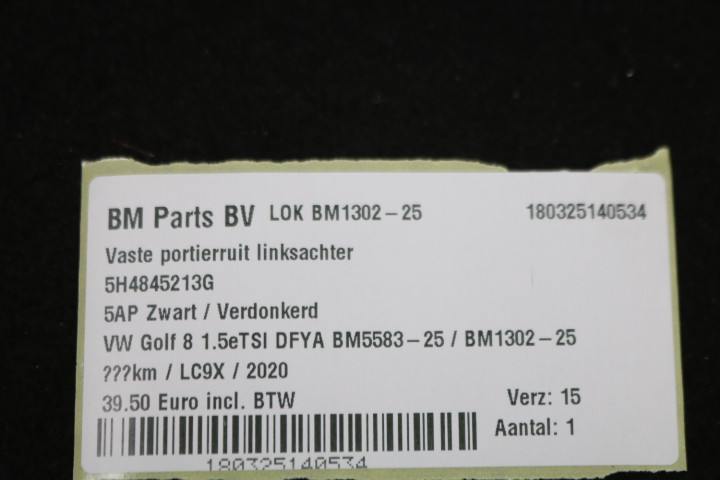 BM Parts BV LOK BM1302-25 180325140534
Vaste portierruit linksachter
5H4845213G
5AP Zwart / Verdonkerd
VW Golf 8 1.5eTSI DFYA BM5583-25 / BM1302-25
???km / LC9X / 2020
39.50 Euro incl. BTW Verz: 15
Aantal: 1
180325140534